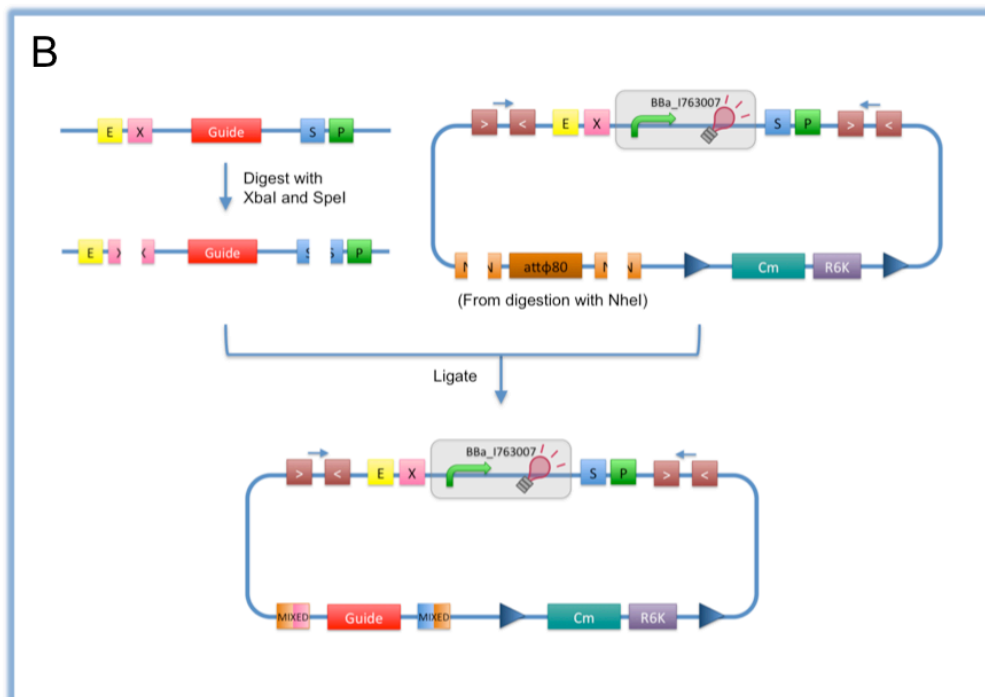 B
E X Guide S P
Digest with
XbaI and SpeI
E Guide P
> < E X BBa_I763007 S P > <
attφ80 Cm R6K
(From digestion with NheI)
Ligate
> < E X BBa_I763007 S P > <
MIXED Guide MIXED Cm R6K